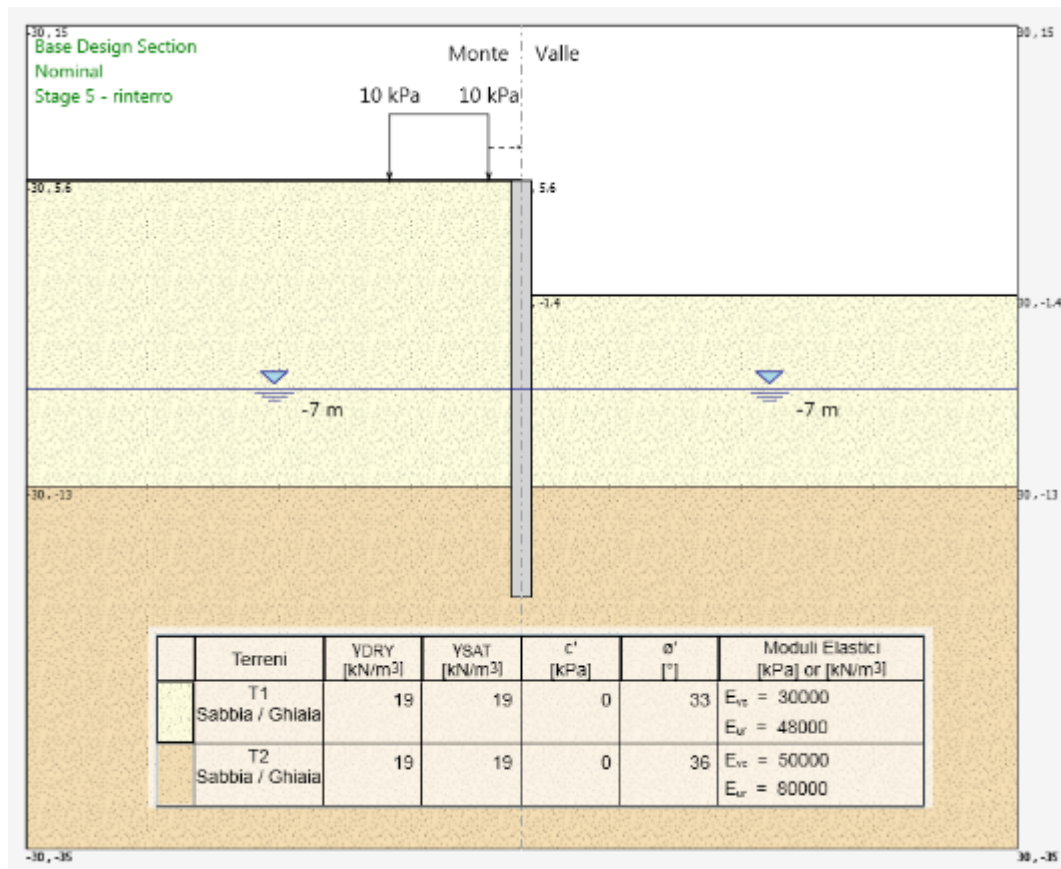 -30, 15
30, 15
Base Design Section
Nominal
Stage 5 - rinterro
Monte
Valle
10 kPa
10 kPa
-30, 5.6
, 5.6
, -1.4
30, -1.4
-7 m
-7 m
-30, -13
30, -13
Terreni
γDRY
[kN/m3]
γSAT
[kN/m3]
c'
[kPa]
ø'
[°]
Moduli Elastici
[kPa] or [kN/m3]
T1
Sabbia / Ghiaia
19
19
0
33
Evc = 30000
Eur = 48000
T2
Sabbia / Ghiaia
19
19
0
36
Evc = 50000
Eur = 80000
-30, -35
30, -35